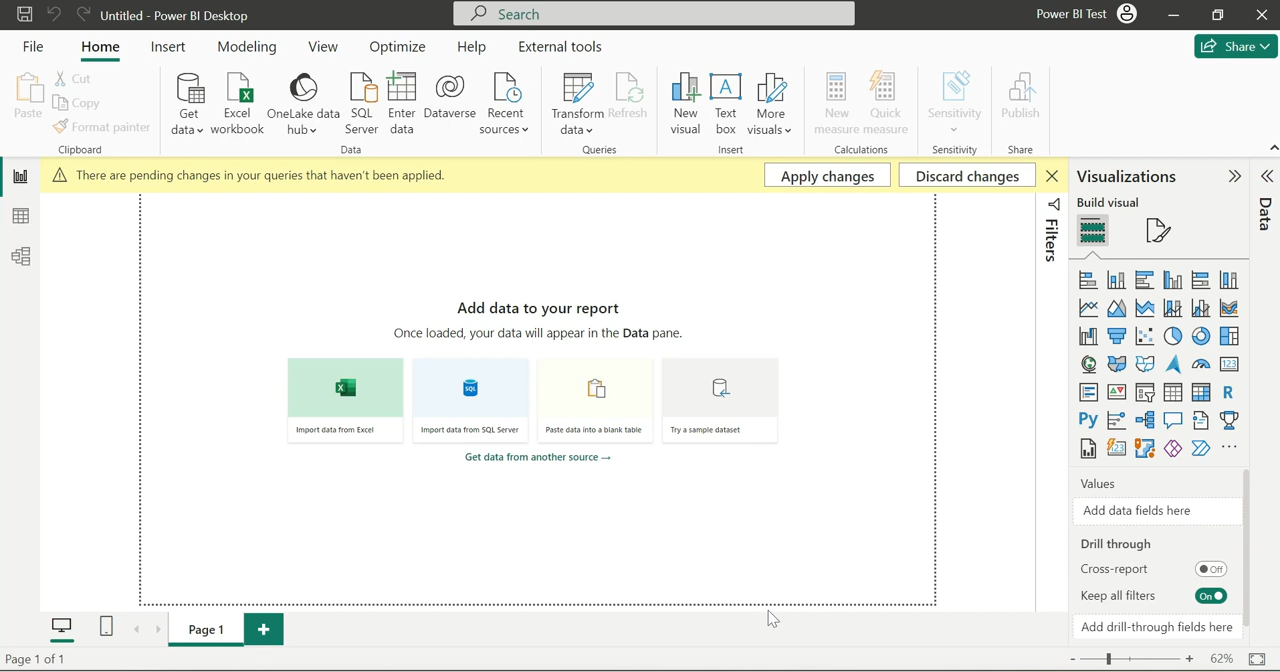 Untitled - Power BI Desktop
Search
Power BI Test
File Home Insert Modeling View Optimize Help External tools
Share
Paste
Cut
Copy
Format painter
Clipboard
Get data
Excel workbook
OneLake data hub
SQL Server
Enter data
Dataverse
Recent sources
Data
Transform data
Refresh
Queries
New visual
Text box
More visuals
Insert
New measure
Quick measure
Calculations
Sensitivity
Sensitivity
Publish
Share
There are pending changes in your queries that haven't been applied.
Apply changes
Discard changes
Add data to your report
Once loaded, your data will appear in the Data pane.
X
Import data from Excel
SQL
Import data from SQL Server
Paste data into a blank table
Try a sample dataset
Get data from another source →
Filters
Visualizations
Build visual
123
R
Py
123
Values
Add data fields here
Drill through
Cross-report
Off
Keep all filters
On
Add drill-through fields here
Data
Page 1
+
Page 1 of 1
- + 62%